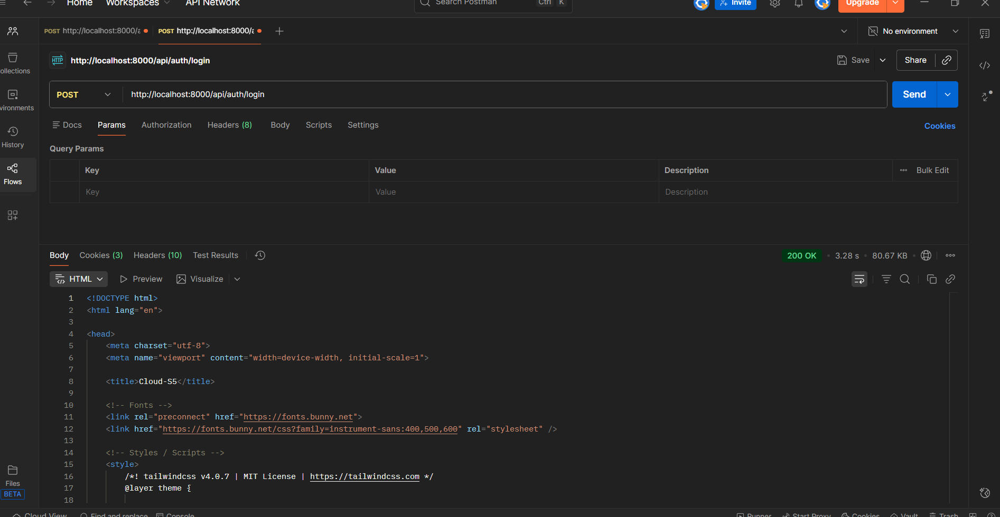 Home Workspaces API Network Search Postman Ctrl K Invite Upgrade
POST http://localhost:8000/a POST http://localhost:8000/a No environment
HTTP http://localhost:8000/api/auth/login Save Share
ollections
POST http://localhost:8000/api/auth/login Send
vironments
Docs Params Authorization Headers (8) Body Scripts Settings Cookies
History
Query Params
Key Value Description Bulk Edit
Flows
Key Value Description
Body Cookies (3) Headers (10) Test Results 200 OK 3.28 s 80.67 KB
HTML Preview Visualize
1 <!DOCTYPE html>
2 <html lang="en">
3
4 <head>
5 <meta charset="utf-8">
6 <meta name="viewport" content="width=device-width, initial-scale=1">
7
8 <title>Cloud-S5</title>
9
10 <!-- Fonts -->
11 <link rel="preconnect" href="https://fonts.bunny.net">
12 <link href="https://fonts.bunny.net/css?family=instrument-sans:400,500,600" rel="stylesheet" />
13
14 <!-- Styles / Scripts -->
15 <style>
16 /*! tailwindcss v4.0.7 | MIT License | https://tailwindcss.com */
17 @layer theme {
18
Files
BETA
Cloud View Find and replace Console Runner Start Proxy Cookies Vault Trash